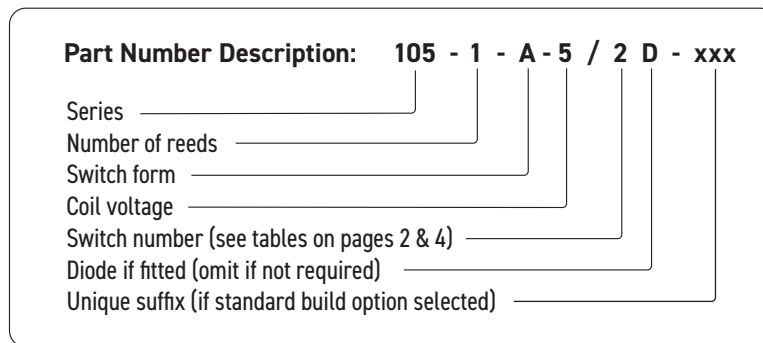 Part Number Description: 105 - 1 - A - 5 / 2 D - xxx
Series
Number of reeds
Switch form
Coil voltage
Switch number (see tables on pages 2 & 4)
Diode if fitted (omit if not required)
Unique suffix (if standard build option selected)